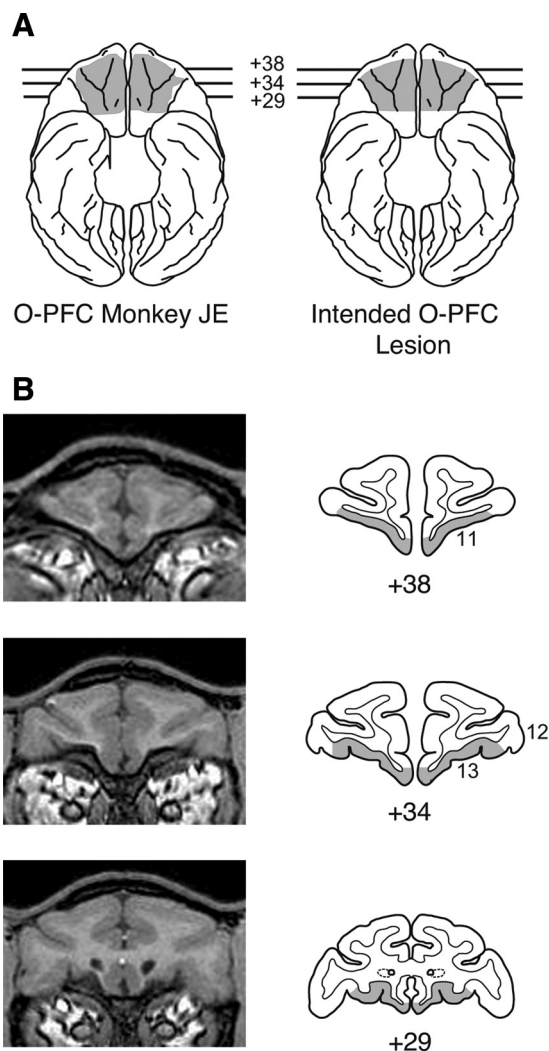 A
+38
+34
+29
O-PFC Monkey JE
Intended O-PFC
Lesion
B
11
+38
12
13
+34
+29